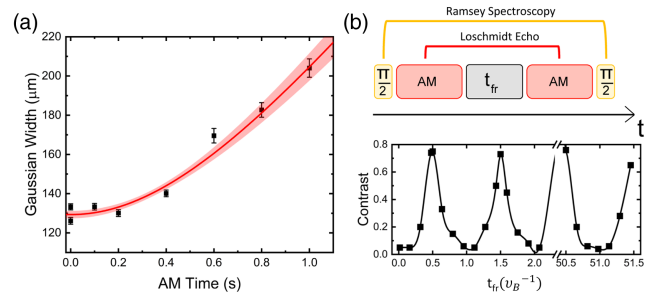 (a)
220
200
180
160
140
120
Gaussian Width (μm)
0.0 0.2 0.4 0.6 0.8 1.0
AM Time (s)
(b)
Ramsey Spectroscopy
Loschmidt Echo
π/2 AM t_fr AM π/2
t
0.8
0.6
0.4
0.2
0.0
Contrast
0.0 0.5 1.0 1.5 2.0 50.5 51.0 51.5
t_fr(υ_B⁻¹)